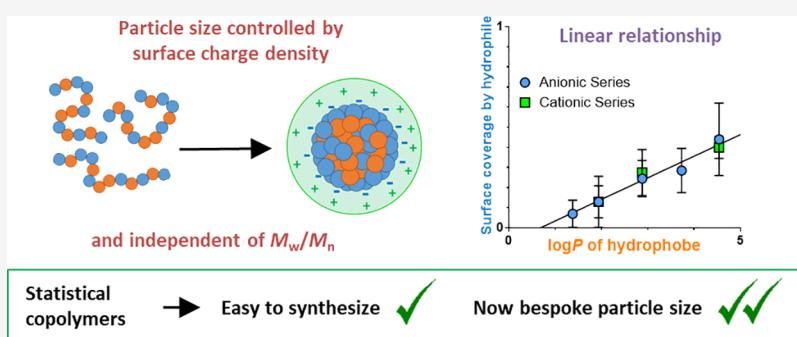 Particle size controlled by
surface charge density
and independent of Mw/Mn
Linear relationship
Surface coverage by hydrophile
1
0
0
5
Anionic Series
Cationic Series
logP of hydrophobe
Statistical
copolymers
Easy to synthesize
Now bespoke particle size